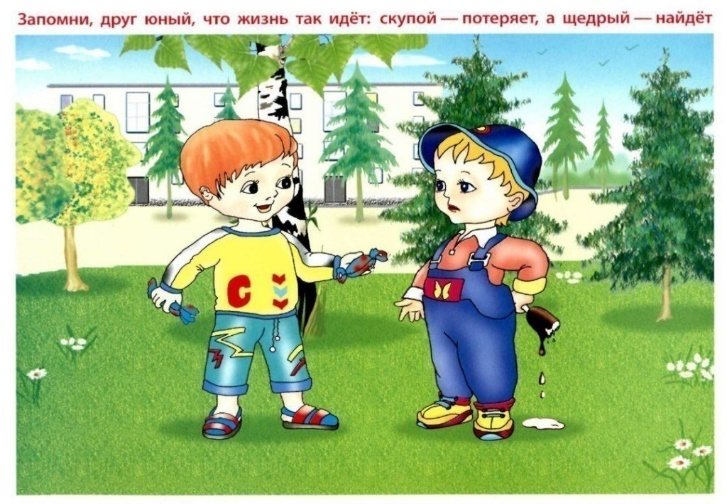 Запомни, друг юный, что жизнь так идёт: скупой — потеряет, а щедрый — найдёт
С